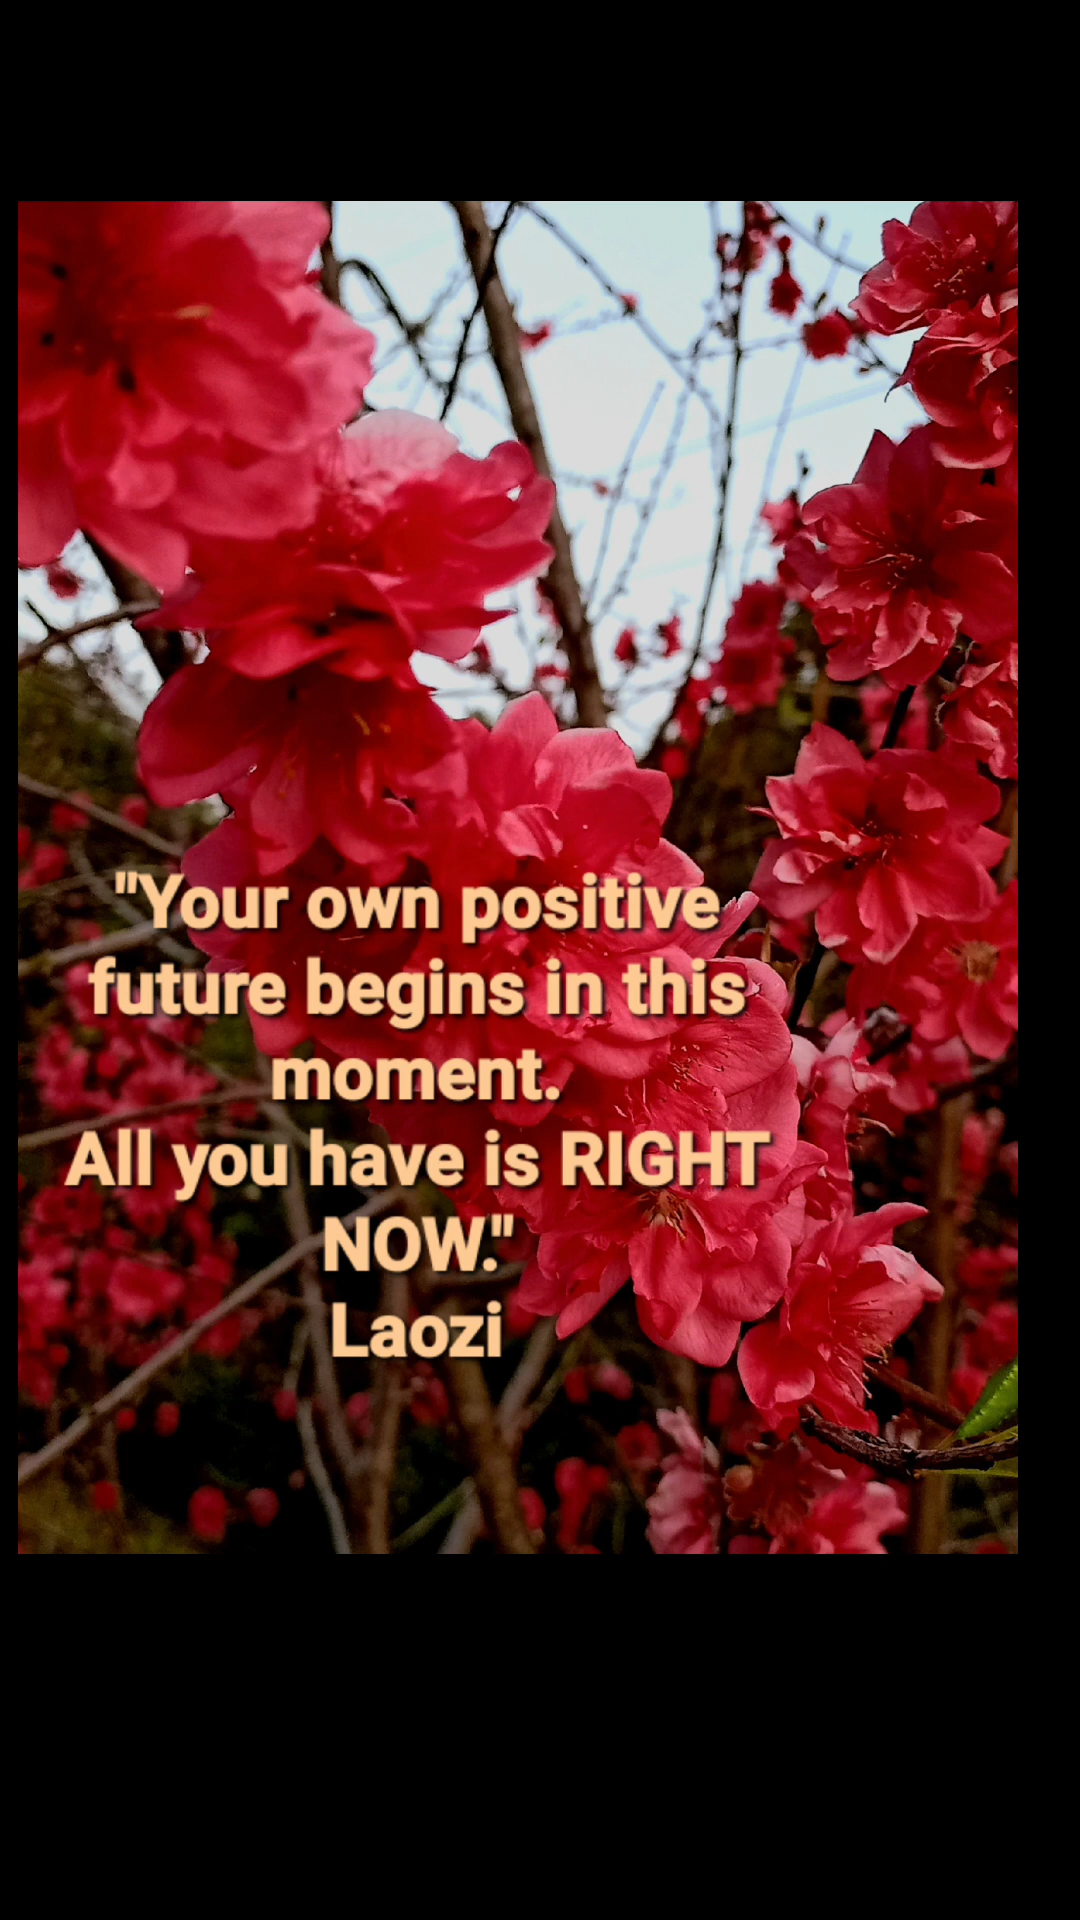 "Your own positive
future begins in this
moment.
All you have is RIGHT
NOW."
Laozi